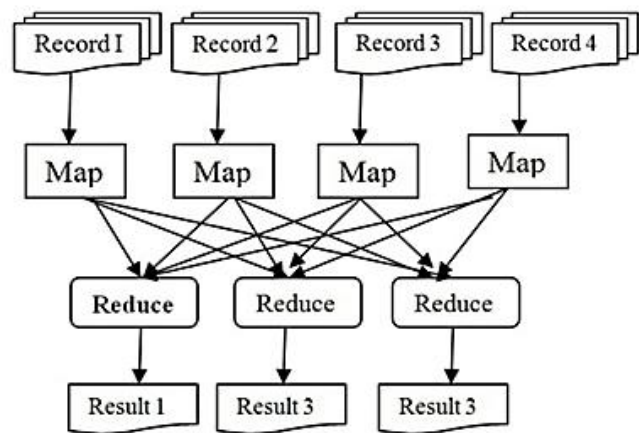 Record I Record 2 Record 3 Record 4
Map Map Map Map
Reduce Reduce Reduce
Result 1 Result 3 Result 3